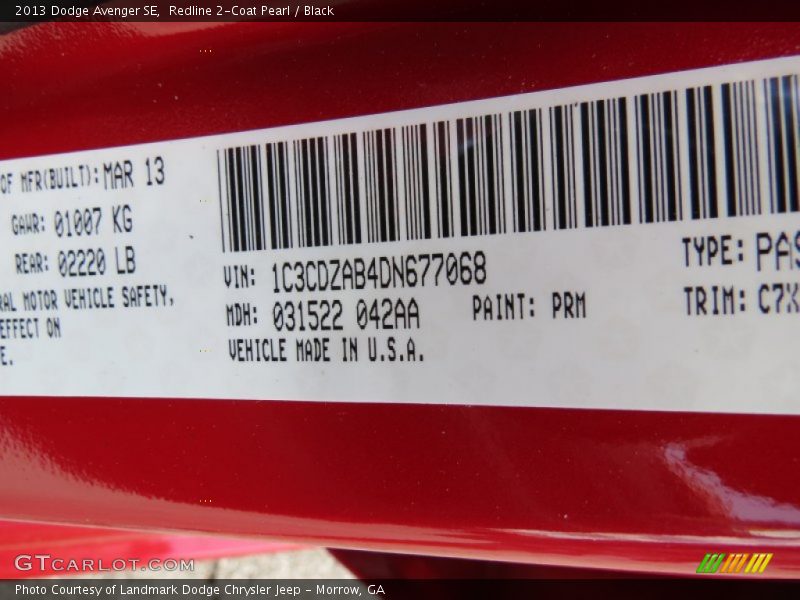 2013 Dodge Avenger SE,  Redline 2-Coat Pearl / Black
OF MFR(BUILT): MAR 13
GAWR: 01007 KG
REAR: 02220 LB
RAL MOTOR VEHICLE SAFETY,
EFFECT ON
E.
VIN: 1C3CDZAB4DN677068
MDH: 031522 042AA PAINT: PRM
VEHICLE MADE IN U.S.A.
TYPE: PAS
TRIM: C7X
GTCARLOT.COM
Photo Courtesy of Landmark Dodge Chrysler Jeep - Morrow, GA